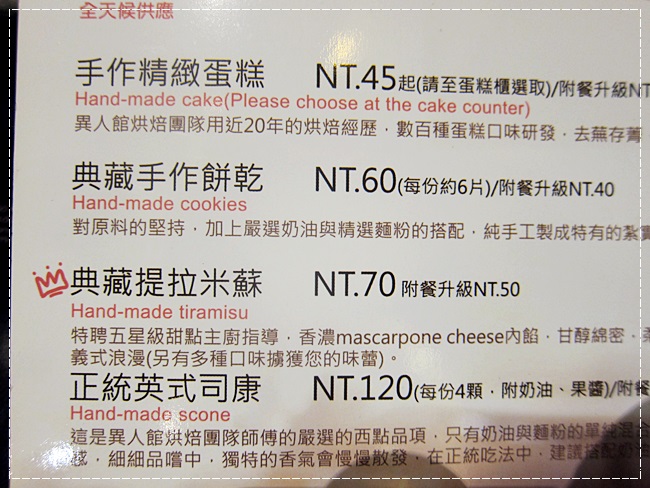 全天候供應
手作精緻蛋糕 NT.45起(請至蛋糕櫃選取)/附餐升級NT
Hand-made cake(Please choose at the cake counter)
異人館烘焙團隊用近20年的烘焙經歷，數百種蛋糕口味研發，去蕪存菁
典藏手作餅乾 NT.60(每份約6片)/附餐升級NT.40
Hand-made cookies
對原料的堅持，加上嚴選奶油與精選麵粉的搭配，純手工製成特有的紮實
典藏提拉米蘇 NT.70 附餐升級NT.50
Hand-made tiramisu
特聘五星級甜點主廚指導，香濃mascarpone cheese內餡，甘醇綿密、柔
義式浪漫(另有多種口味擄獲您的味蕾)。
正統英式司康 NT.120(每份4顆，附奶油、果醬)/附餐
Hand-made scone
這是異人館烘焙團隊師傅的嚴選的西點品項，只有奶油與麵粉的單純混合
感，細細品嚐中，獨特的香氣會慢慢散發，在正統吃法中，建議搭配奶